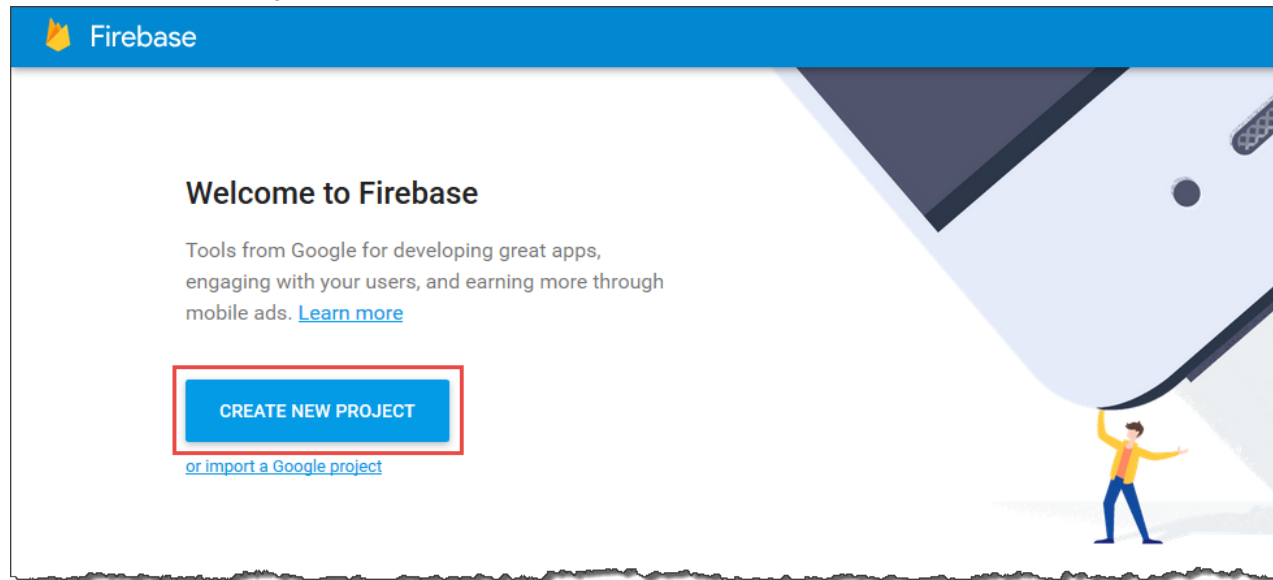 Firebase
Welcome to Firebase
Tools from Google for developing great apps,
engaging with your users, and earning more through
mobile ads. Learn more
CREATE NEW PROJECT
or import a Google project